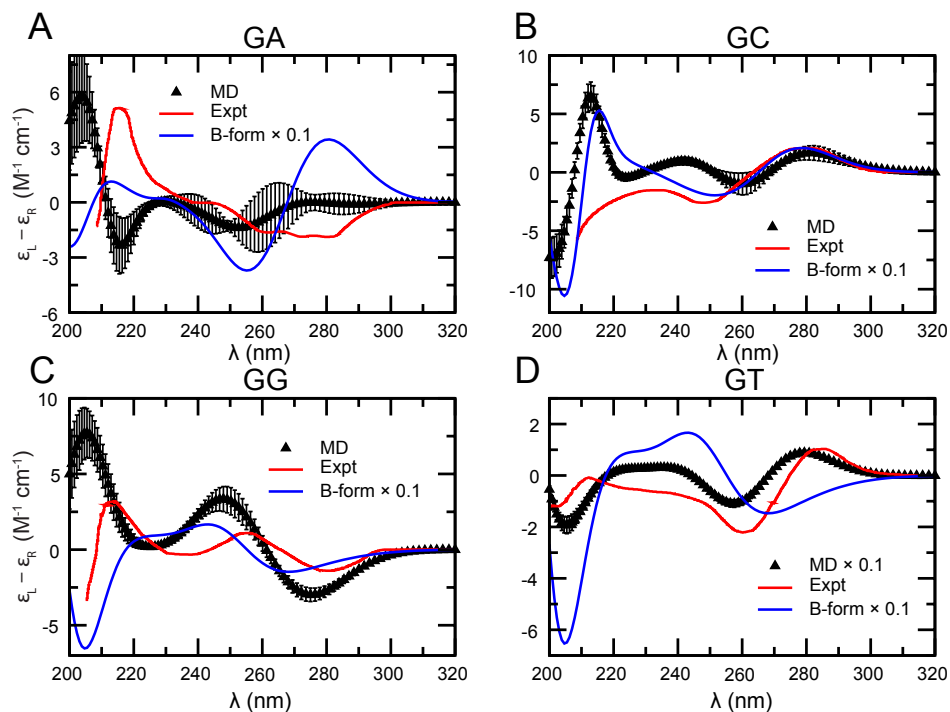 A GA
6
3
0
-3
-6
ε_L − ε_R (M⁻¹ cm⁻¹)
MD
Expt
B-form × 0.1
200 220 240 260 280 300 320
λ (nm)
B GC
10
5
0
-5
-10
MD
Expt
B-form × 0.1
200 220 240 260 280 300 320
λ (nm)
C GG
10
5
0
-5
ε_L − ε_R (M⁻¹ cm⁻¹)
MD
Expt
B-form × 0.1
200 220 240 260 280 300 320
λ (nm)
D GT
2
0
-2
-4
-6
MD × 0.1
Expt
B-form × 0.1
200 220 240 260 280 300 320
λ (nm)